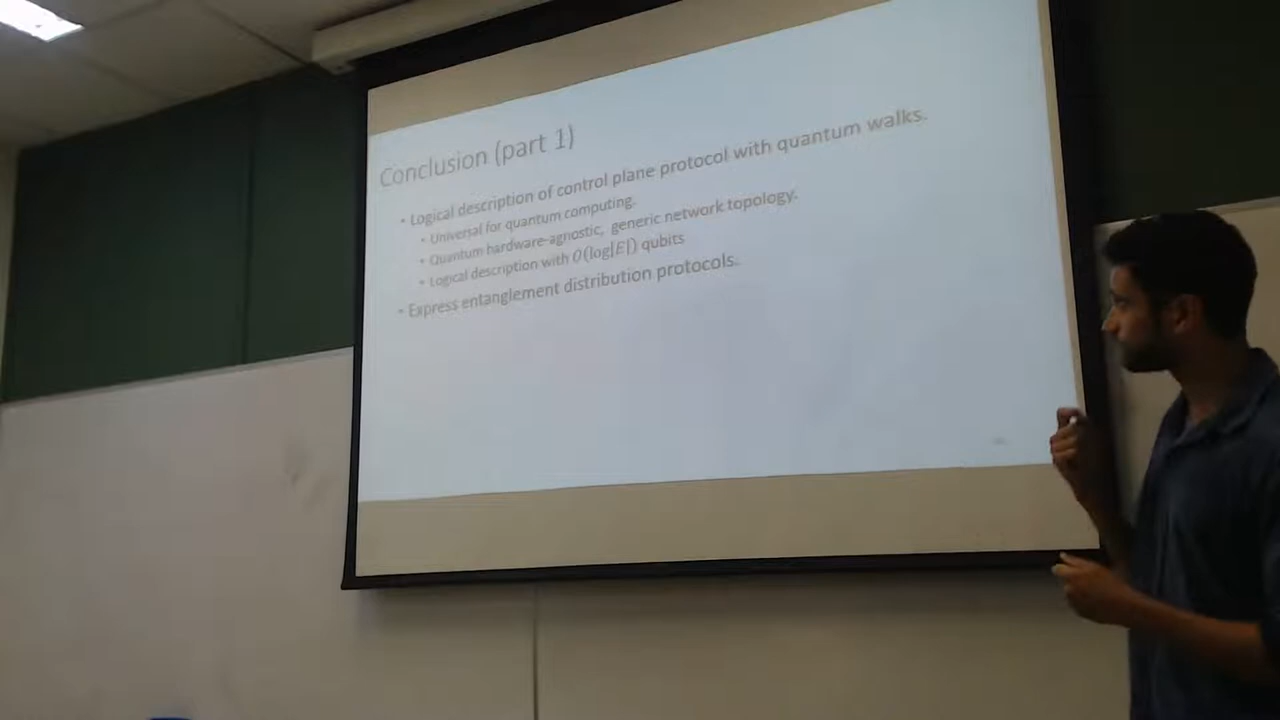 Conclusion (part 1)
• Logical description of control plane protocol with quantum walks.
• Universal for quantum computing.
• Quantum hardware-agnostic, generic network topology.
• Logical description with O(log|E|) qubits
• Express entanglement distribution protocols.